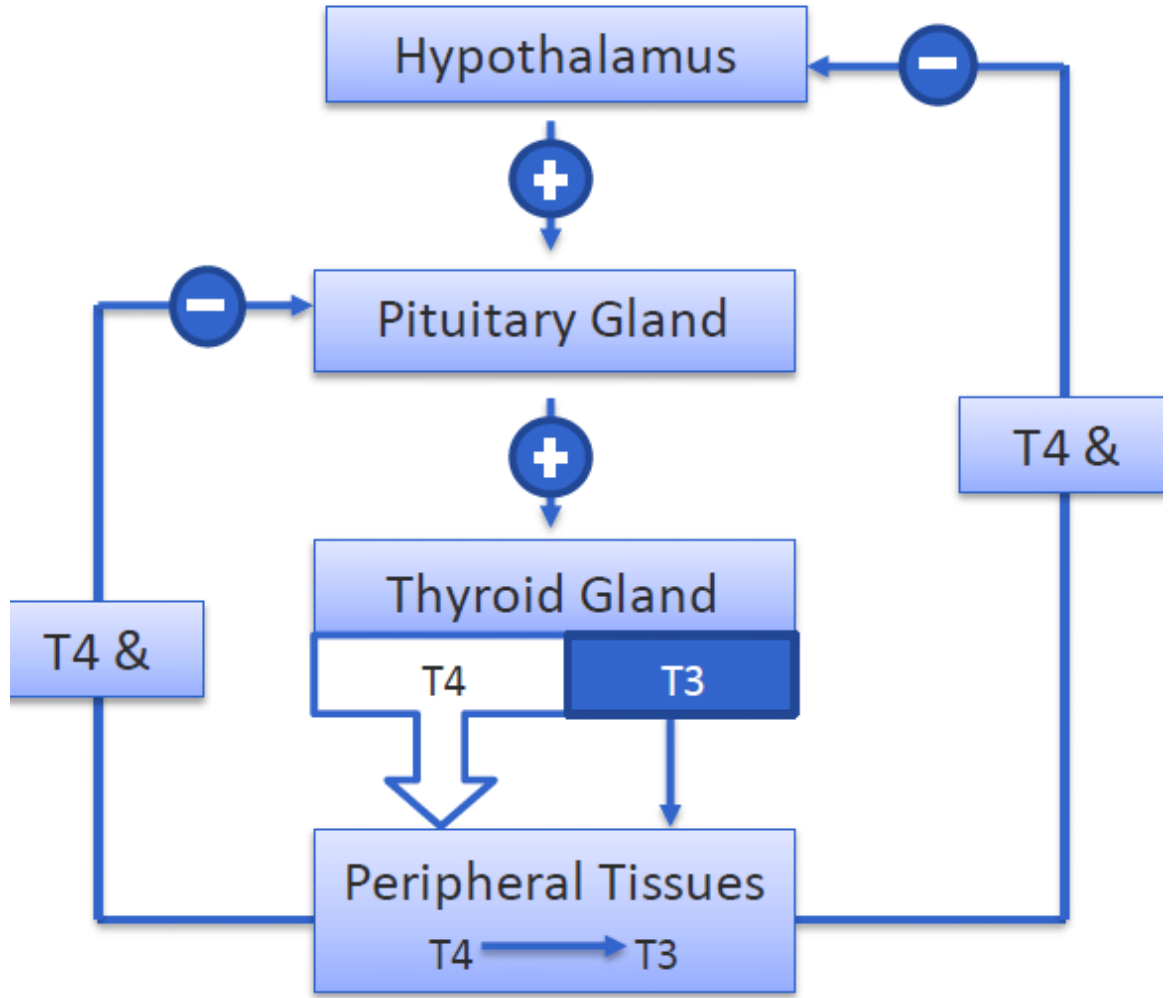 Hypothalamus
Pituitary Gland
T4 &
Thyroid Gland
T4 &
T4
T3
Peripheral Tissues
T4 T3